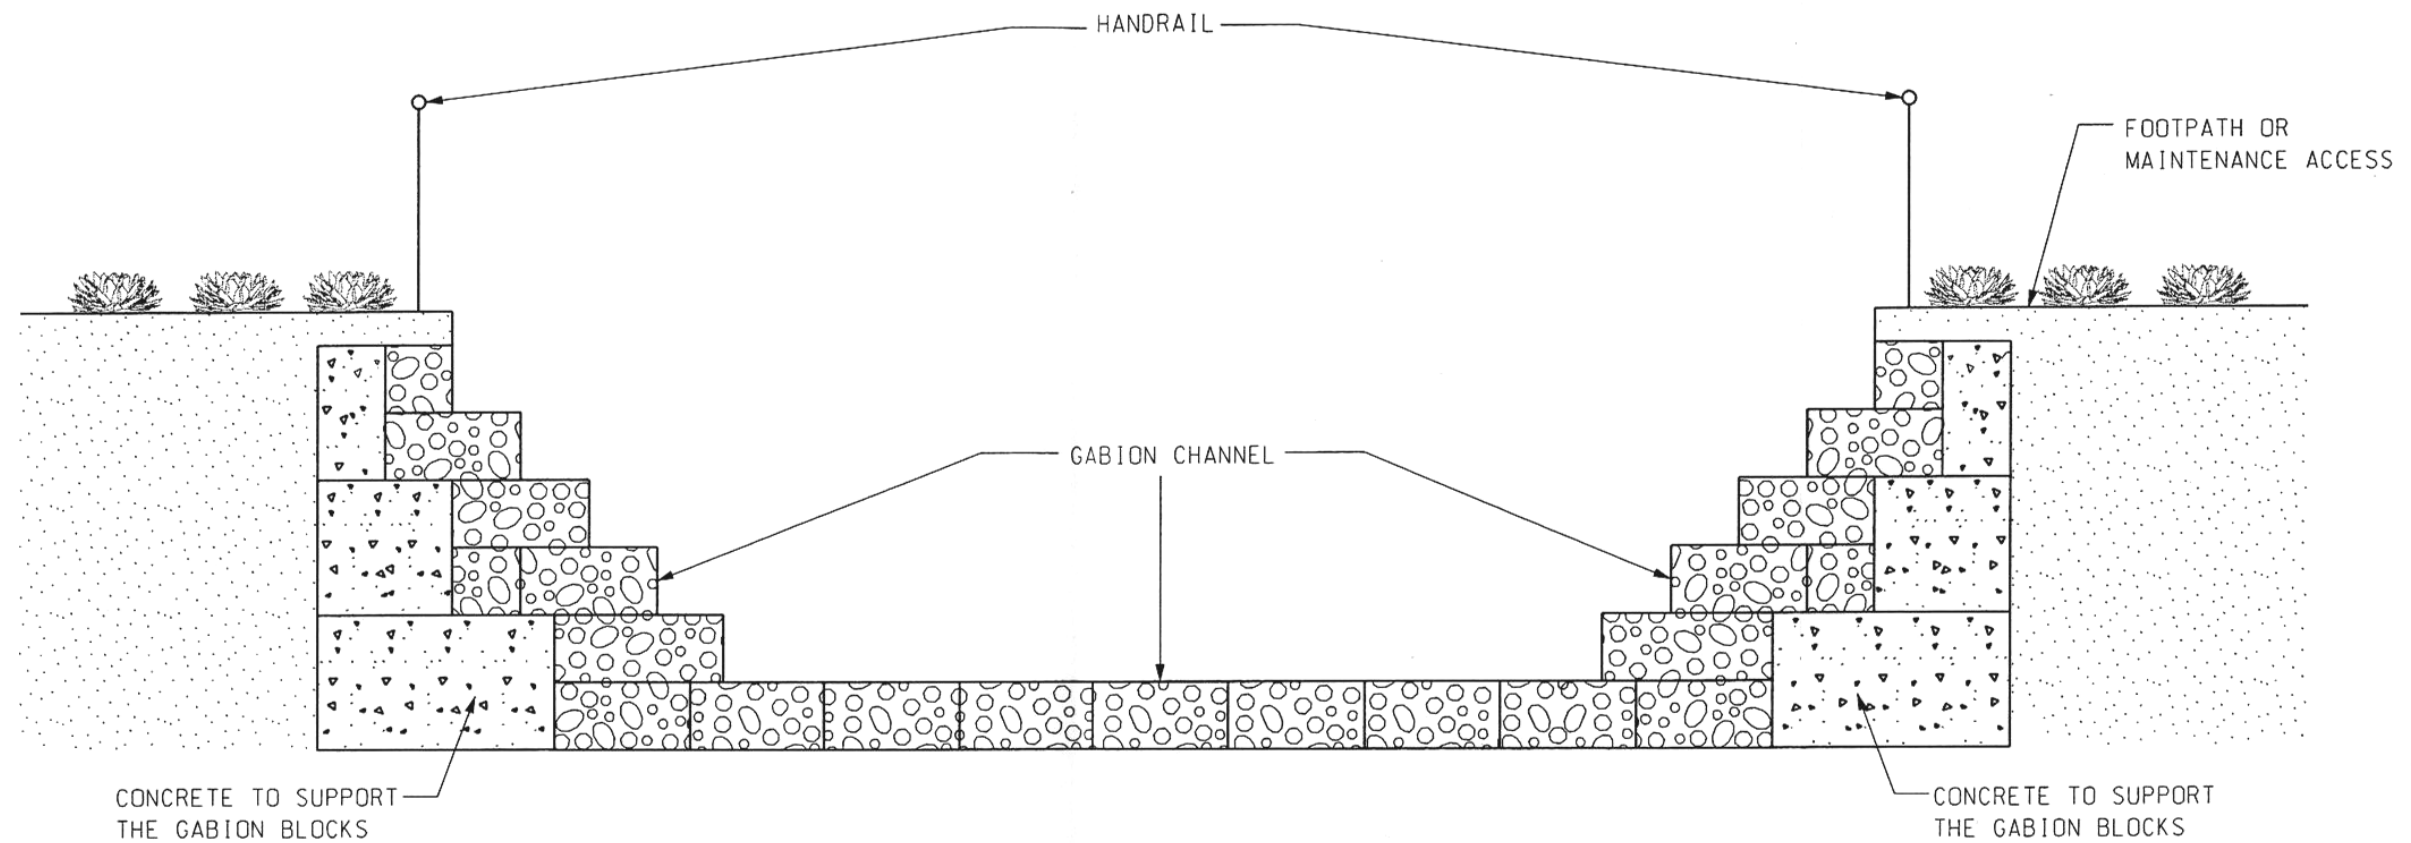 HANDRAIL
FOOTPATH OR
MAINTENANCE ACCESS
GABION CHANNEL
CONCRETE TO SUPPORT
THE GABION BLOCKS
CONCRETE TO SUPPORT
THE GABION BLOCKS